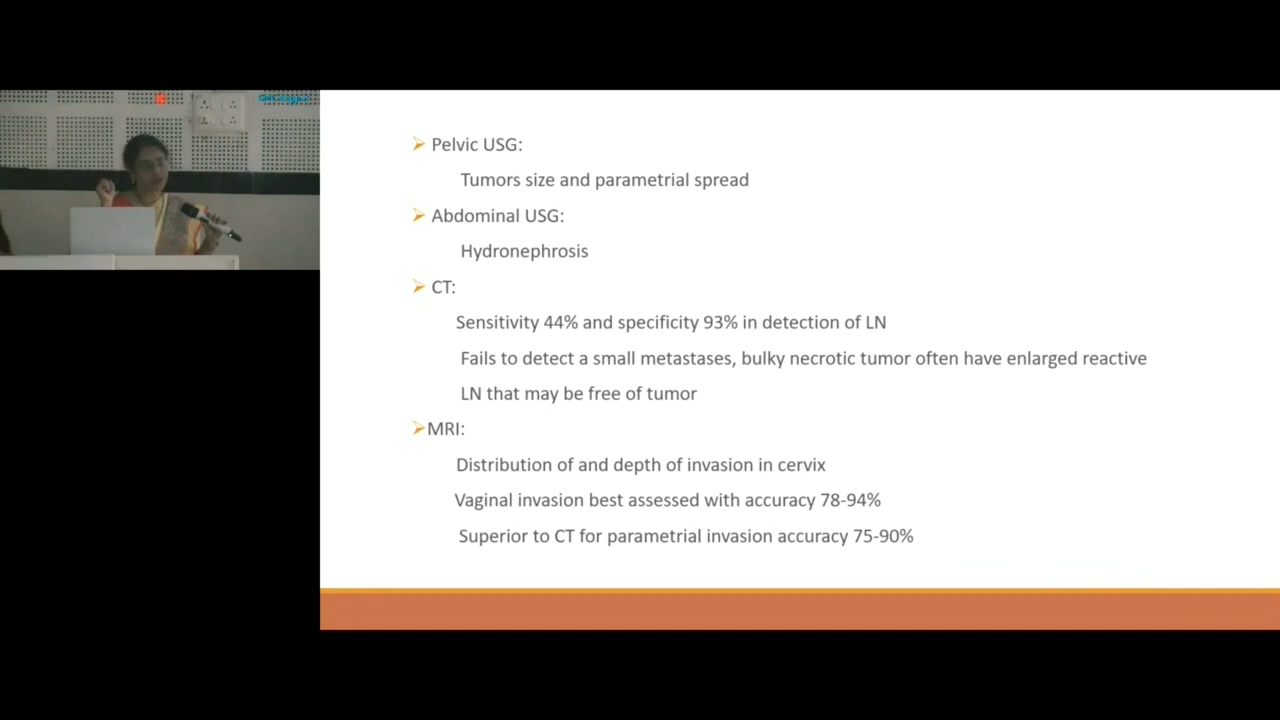 Pelvic USG:
Tumors size and parametrial spread
Abdominal USG:
Hydronephrosis
CT:
Sensitivity 44% and specificity 93% in detection of LN
Fails to detect a small metastases, bulky necrotic tumor often have enlarged reactive
LN that may be free of tumor
MRI:
Distribution of and depth of invasion in cervix
Vaginal invasion best assessed with accuracy 78-94%
Superior to CT for parametrial invasion accuracy 75-90%